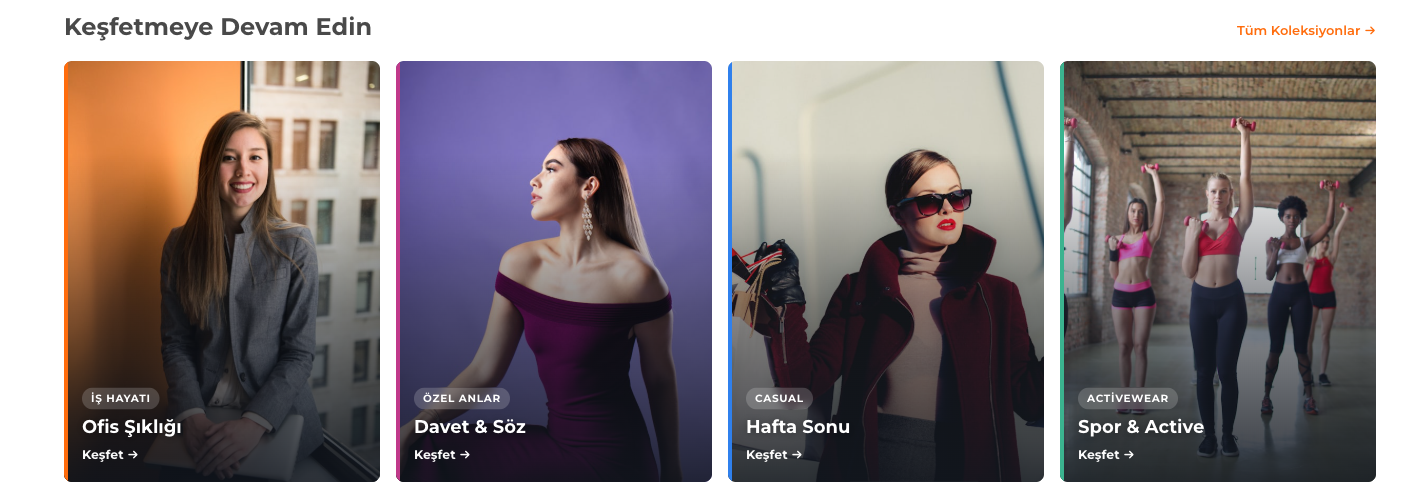 Keşfetmeye Devam Edin
Tüm Koleksiyonlar →
İŞ HAYATI
Ofis Şıklığı
Keşfet →
ÖZEL ANLAR
Davet & Söz
Keşfet →
CASUAL
Hafta Sonu
Keşfet →
ACTİVEWEAR
Spor & Active
Keşfet →